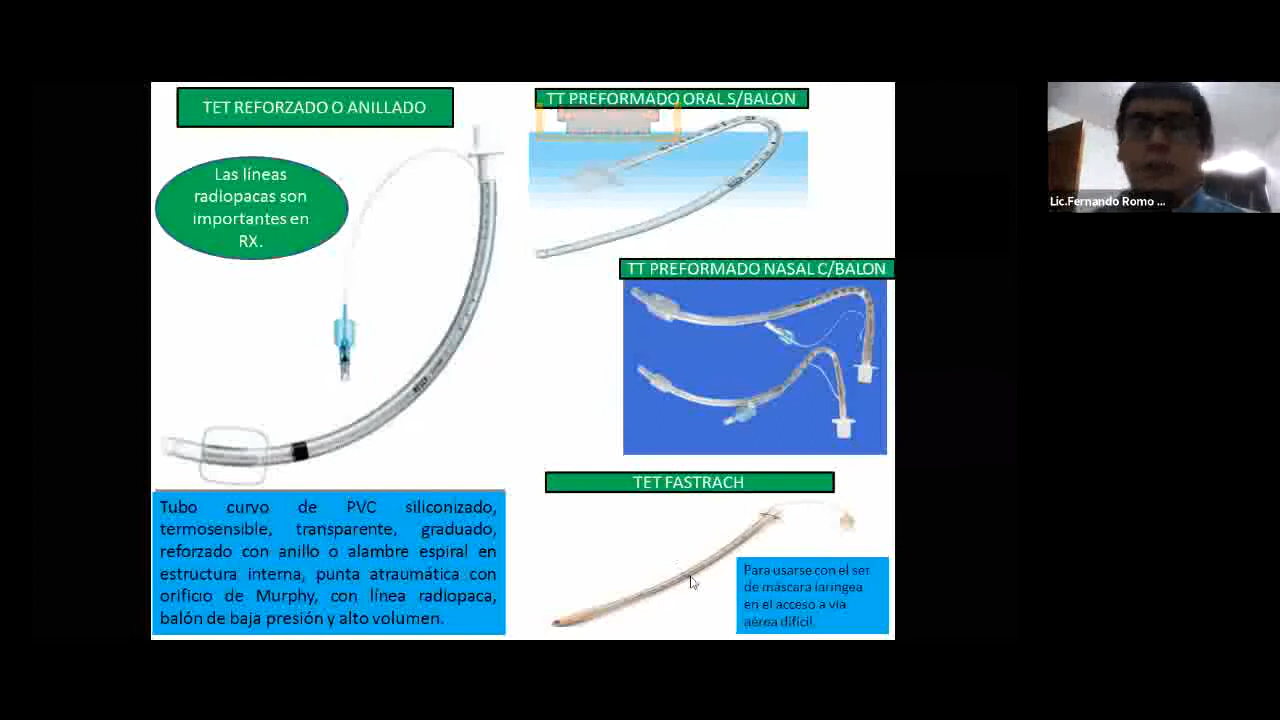 TET REFORZADO O ANILLADO
Las líneas
radiopacas son
importantes en
RX.
Tubo curvo de PVC siliconizado,
termosensible, transparente, graduado,
reforzado con anillo o alambre espiral en
estructura interna, punta atraumática con
orificio de Murphy, con línea radiopaca,
balón de baja presión y alto volumen.
TT PREFORMADO ORAL S/BALON
TT PREFORMADO NASAL C/BALON
TET FASTRACH
Para usarse con el set
de máscara laríngea
en el acceso a vía
aérea difícil.
Lic.Fernando Romo ...